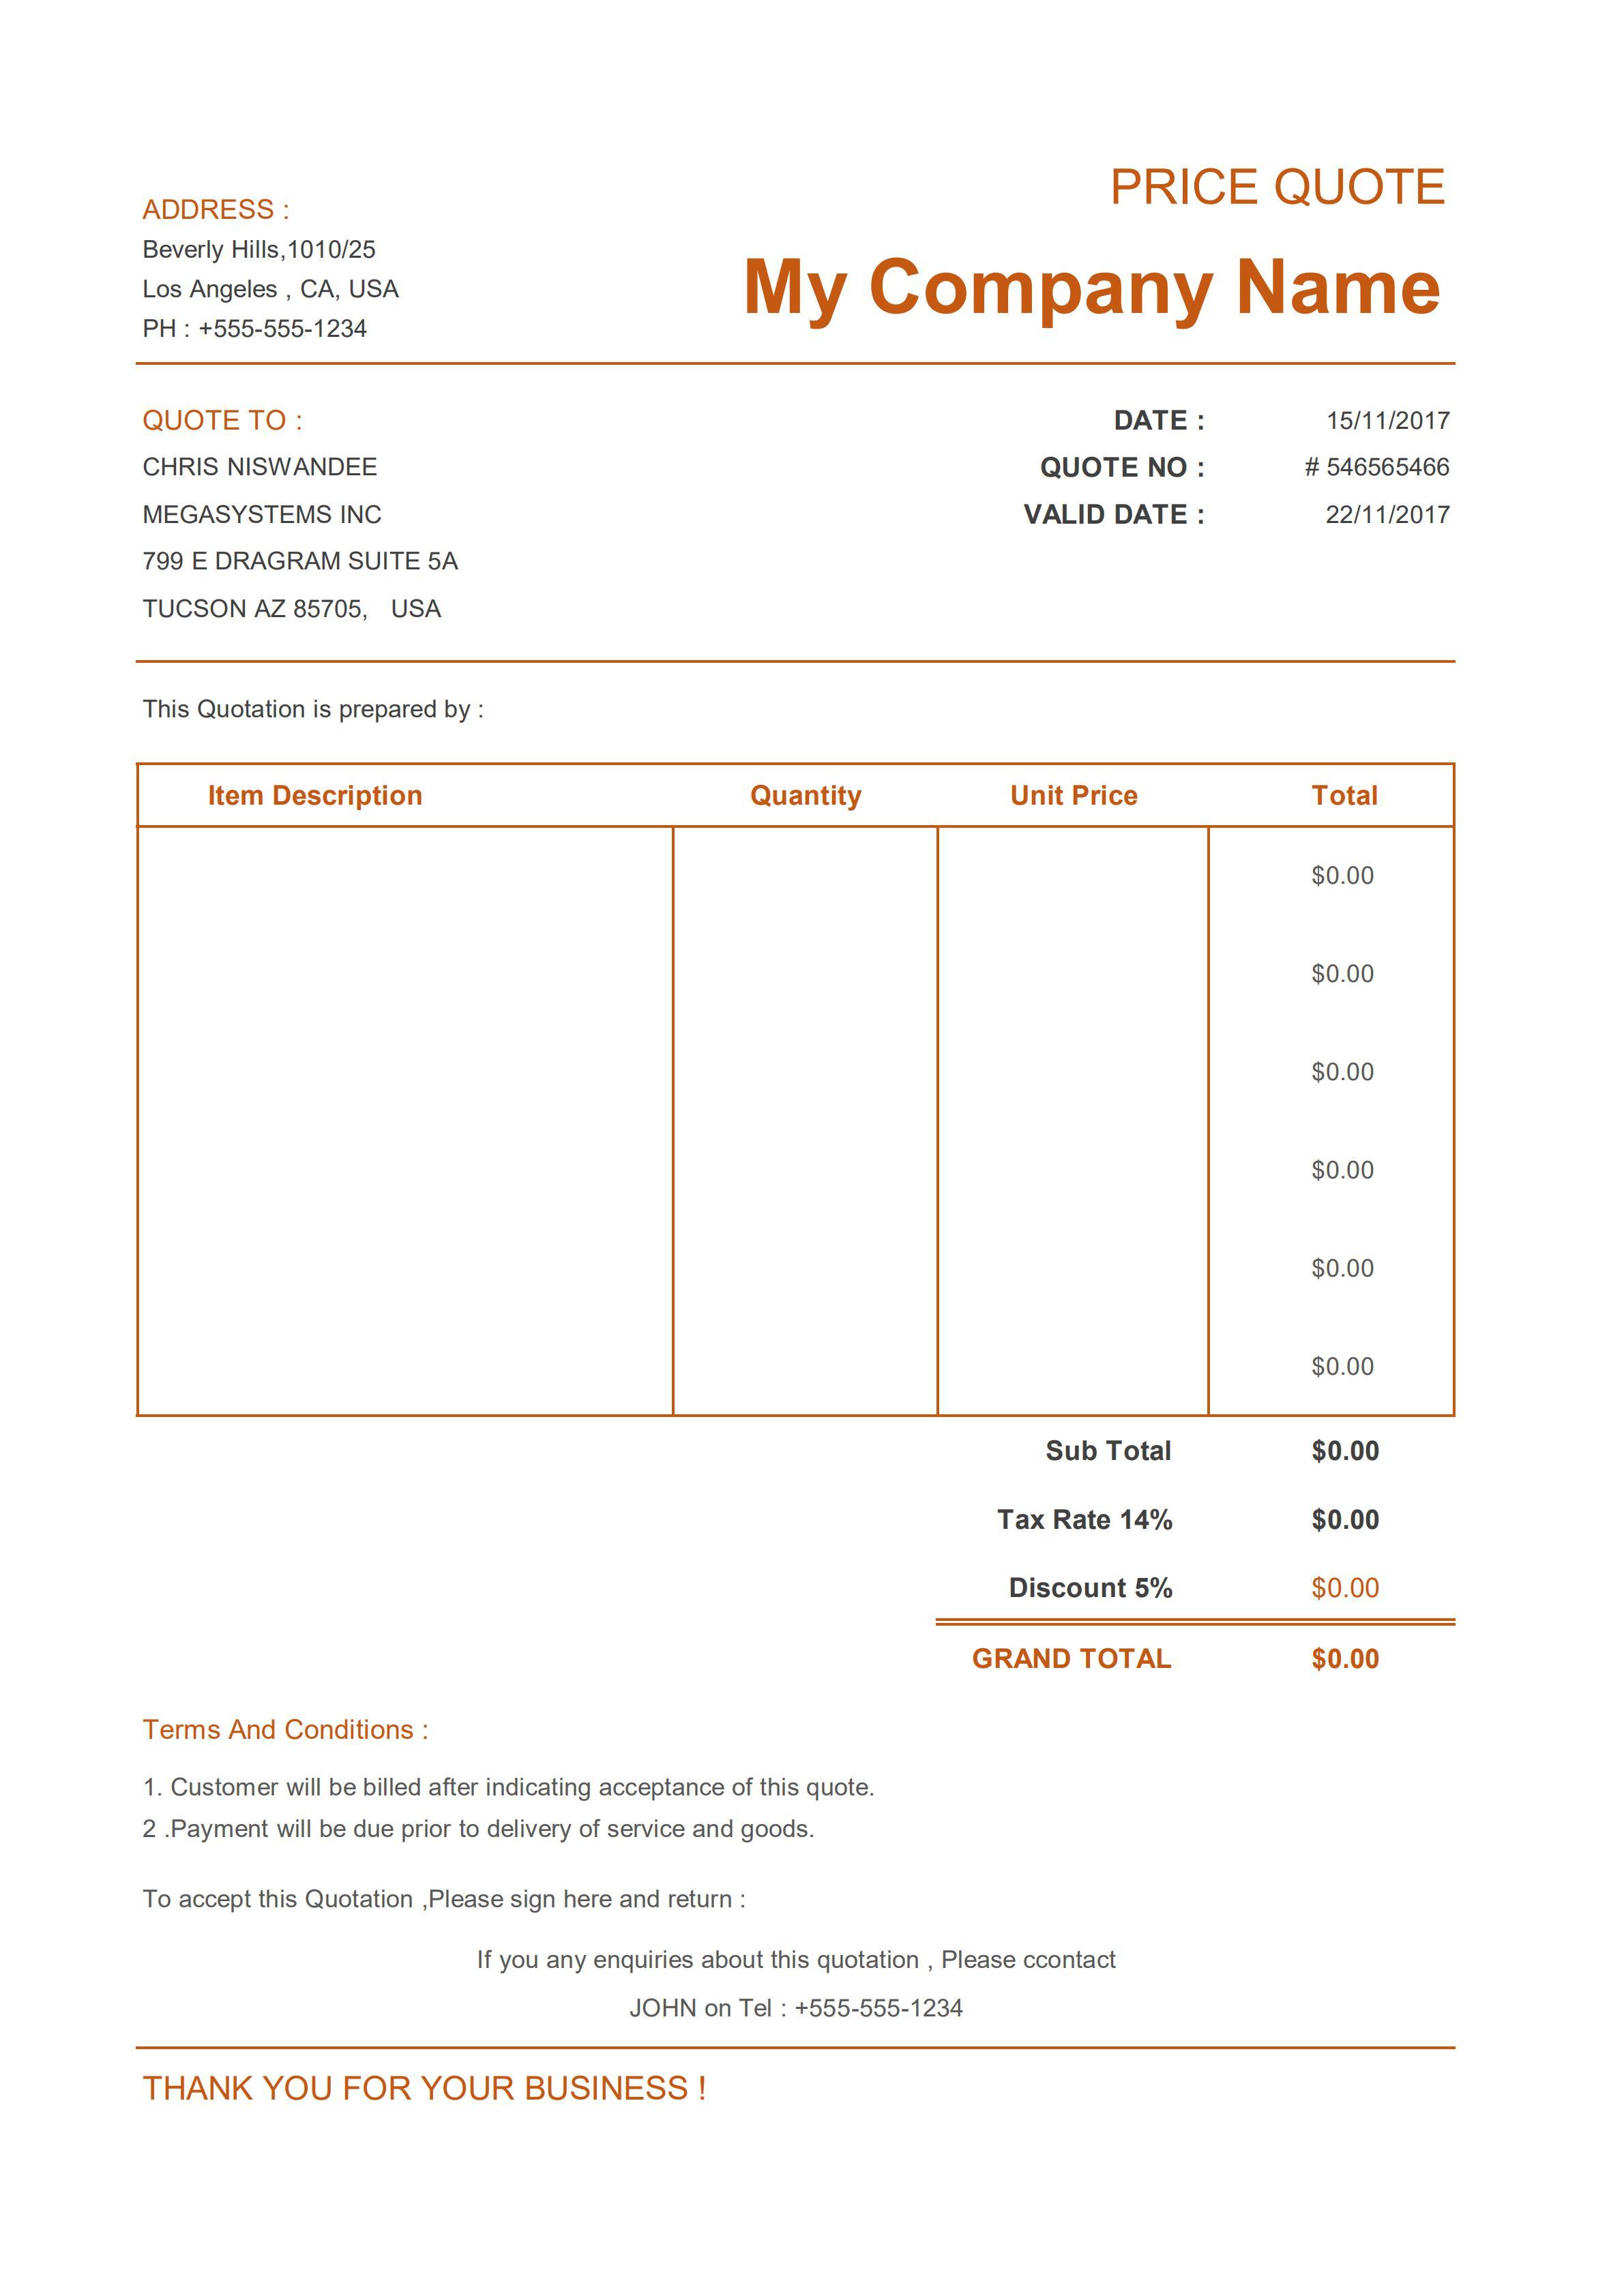 PRICE QUOTE
ADDRESS :
Beverly Hills,1010/25
Los Angeles , CA, USA
PH : +555-555-1234
My Company Name
QUOTE TO :
CHRIS NISWANDEE
MEGASYSTEMS INC
799 E DRAGRAM SUITE 5A
TUCSON AZ 85705, USA
DATE : 15/11/2017
QUOTE NO : # 546565466
VALID DATE : 22/11/2017
This Quotation is prepared by :
Item Description Quantity Unit Price Total
$0.00
$0.00
$0.00
$0.00
$0.00
$0.00
Sub Total $0.00
Tax Rate 14% $0.00
Discount 5% $0.00
GRAND TOTAL $0.00
Terms And Conditions :
1. Customer will be billed after indicating acceptance of this quote.
2 .Payment will be due prior to delivery of service and goods.
To accept this Quotation ,Please sign here and return :
If you any enquiries about this quotation , Please ccontact
JOHN on Tel : +555-555-1234
THANK YOU FOR YOUR BUSINESS !